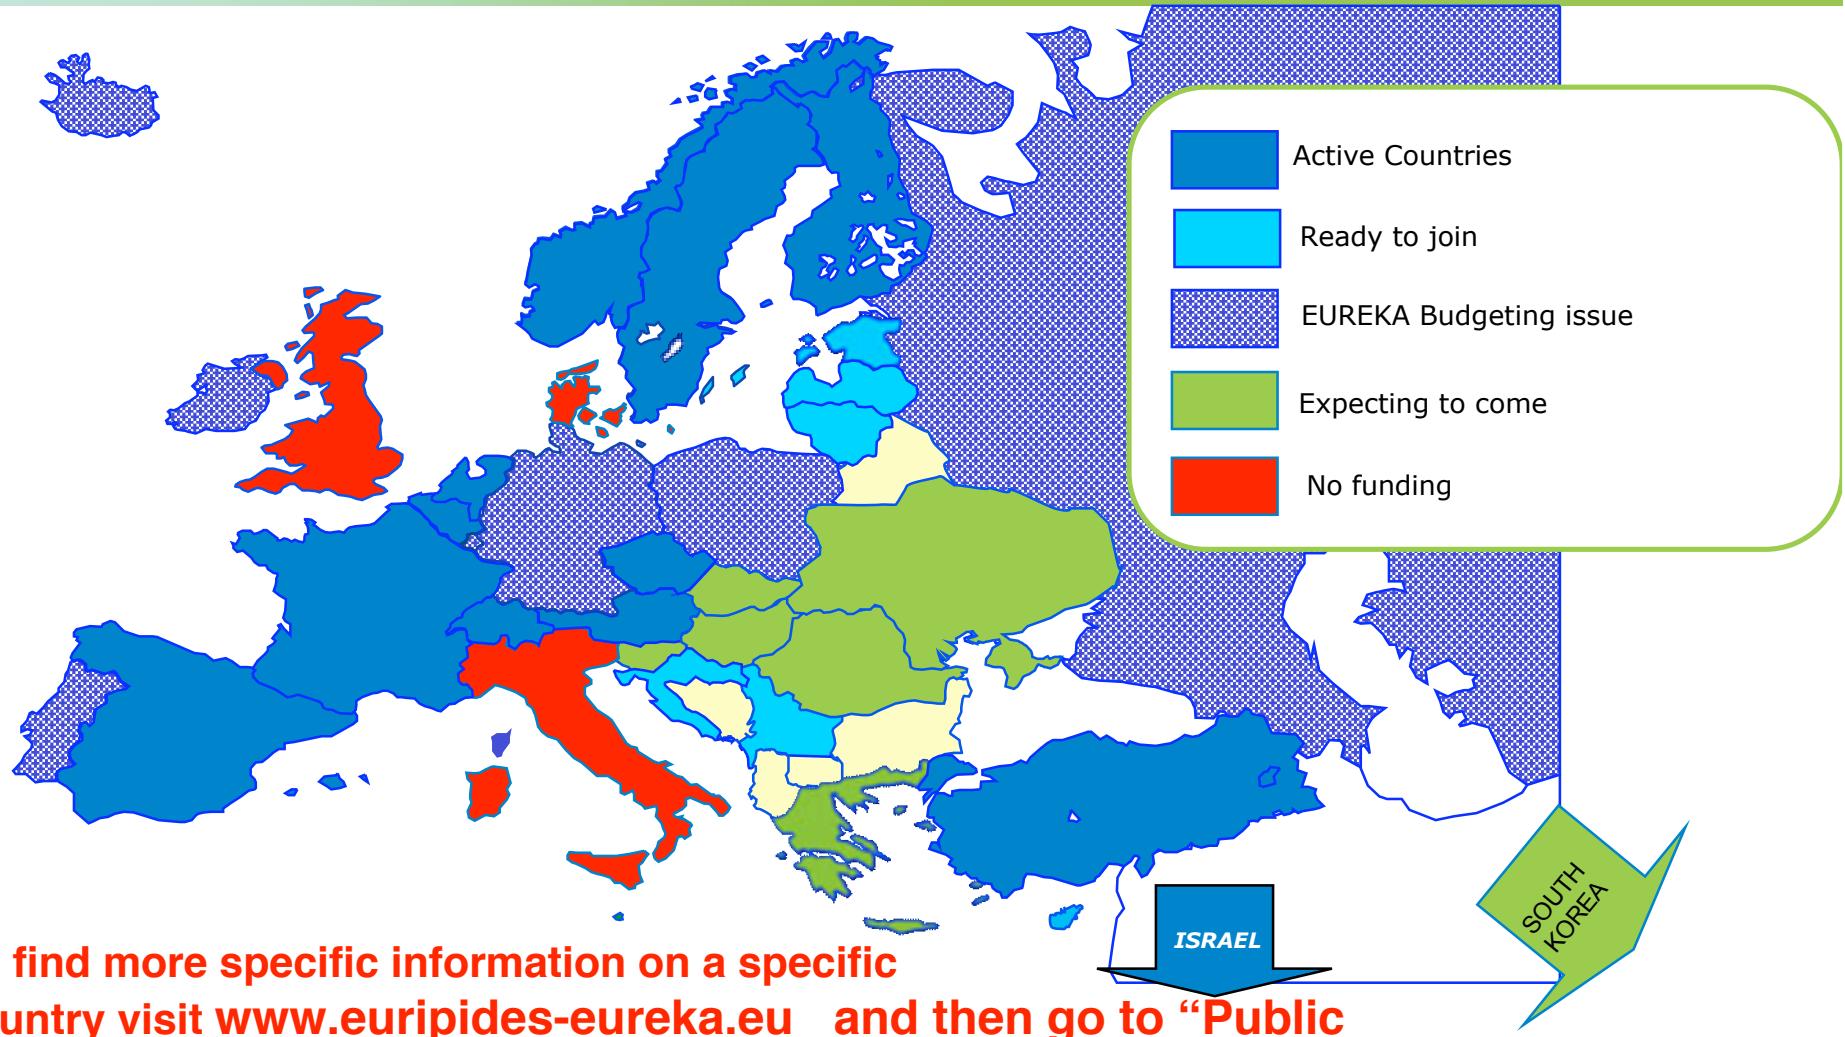 Active Countries
Ready to join
EUREKA Budgeting issue
Expecting to come
No funding
SOUTH
KOREA
ISRAEL
find more specific information on a specific
untry visit www.euripides-eureka.eu and then go to “Public